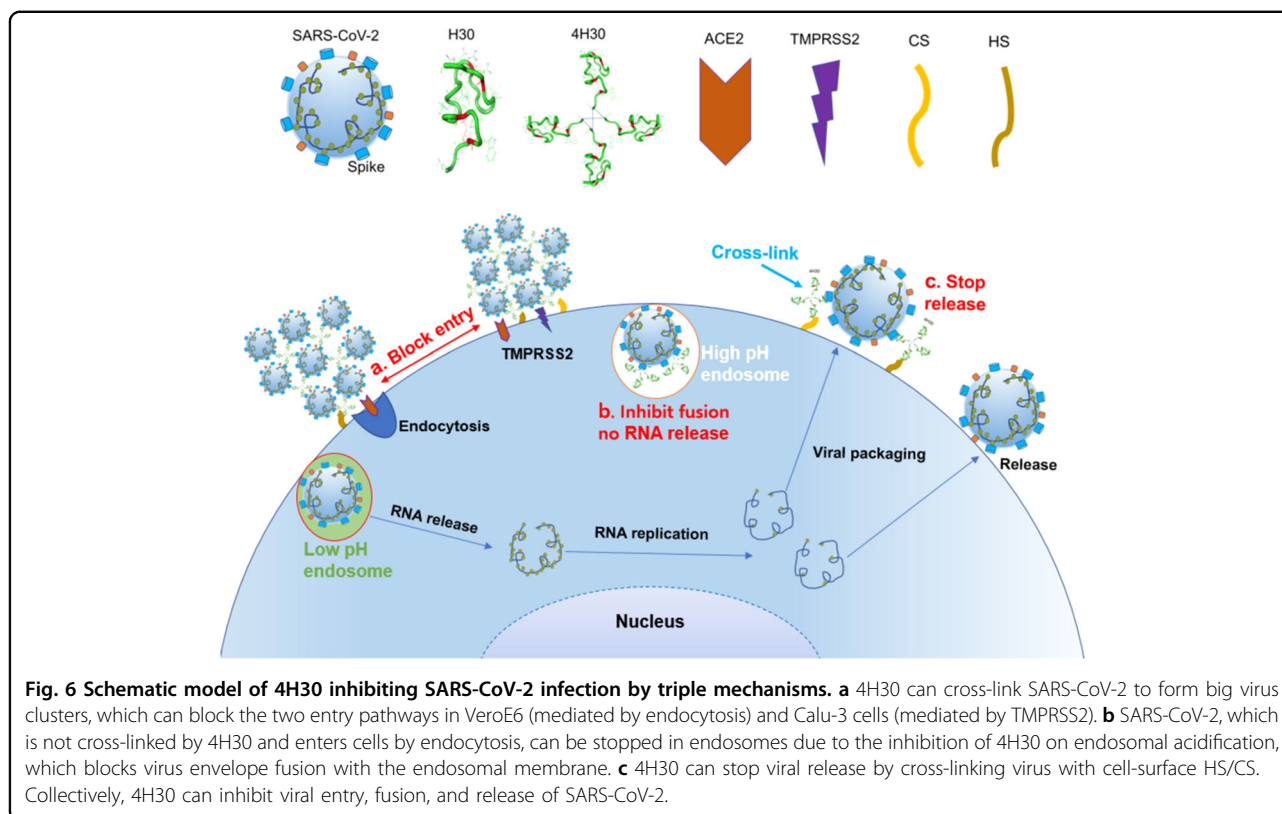 SARS-CoV-2
H30
4H30
ACE2
TMPRSS2
CS
HS
Spike
Cross-link
4H30
c. Stop
release
4H30
a. Block entry
TMPRSS2
High pH
endosome
Endocytosis
b. Inhibit fusion
no RNA release
Viral packaging
Release
RNA release
RNA replication
Low pH
endosome
Nucleus
Fig. 6 Schematic model of 4H30 inhibiting SARS-CoV-2 infection by triple mechanisms. a 4H30 can cross-link SARS-CoV-2 to form big virus
clusters, which can block the two entry pathways in VeroE6 (mediated by endocytosis) and Calu-3 cells (mediated by TMPRSS2). b SARS-CoV-2, which
is not cross-linked by 4H30 and enters cells by endocytosis, can be stopped in endosomes due to the inhibition of 4H30 on endosomal acidification,
which blocks virus envelope fusion with the endosomal membrane. c 4H30 can stop viral release by cross-linking virus with cell-surface HS/CS.
Collectively, 4H30 can inhibit viral entry, fusion, and release of SARS-CoV-2.